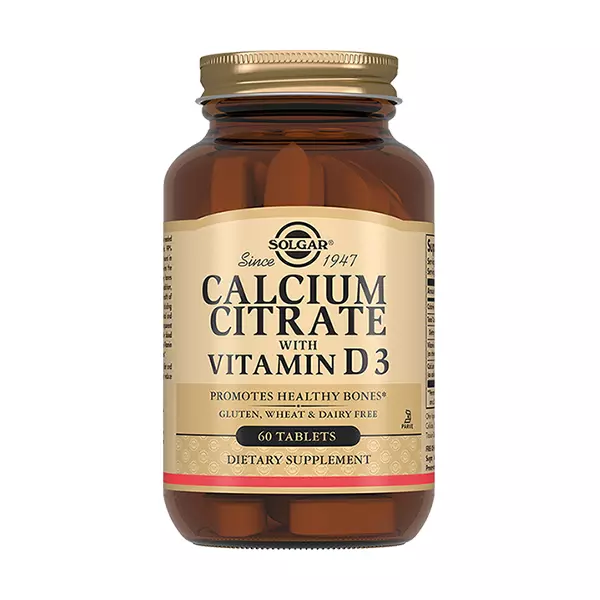 SOLGAR®
Since 1947
CALCIUM
CITRATE
WITH
VITAMIN D3
PROMOTES HEALTHY BONES*
GLUTEN, WHEAT & DAIRY FREE
PARVE
60 TABLETS
DIETARY SUPPLEMENT